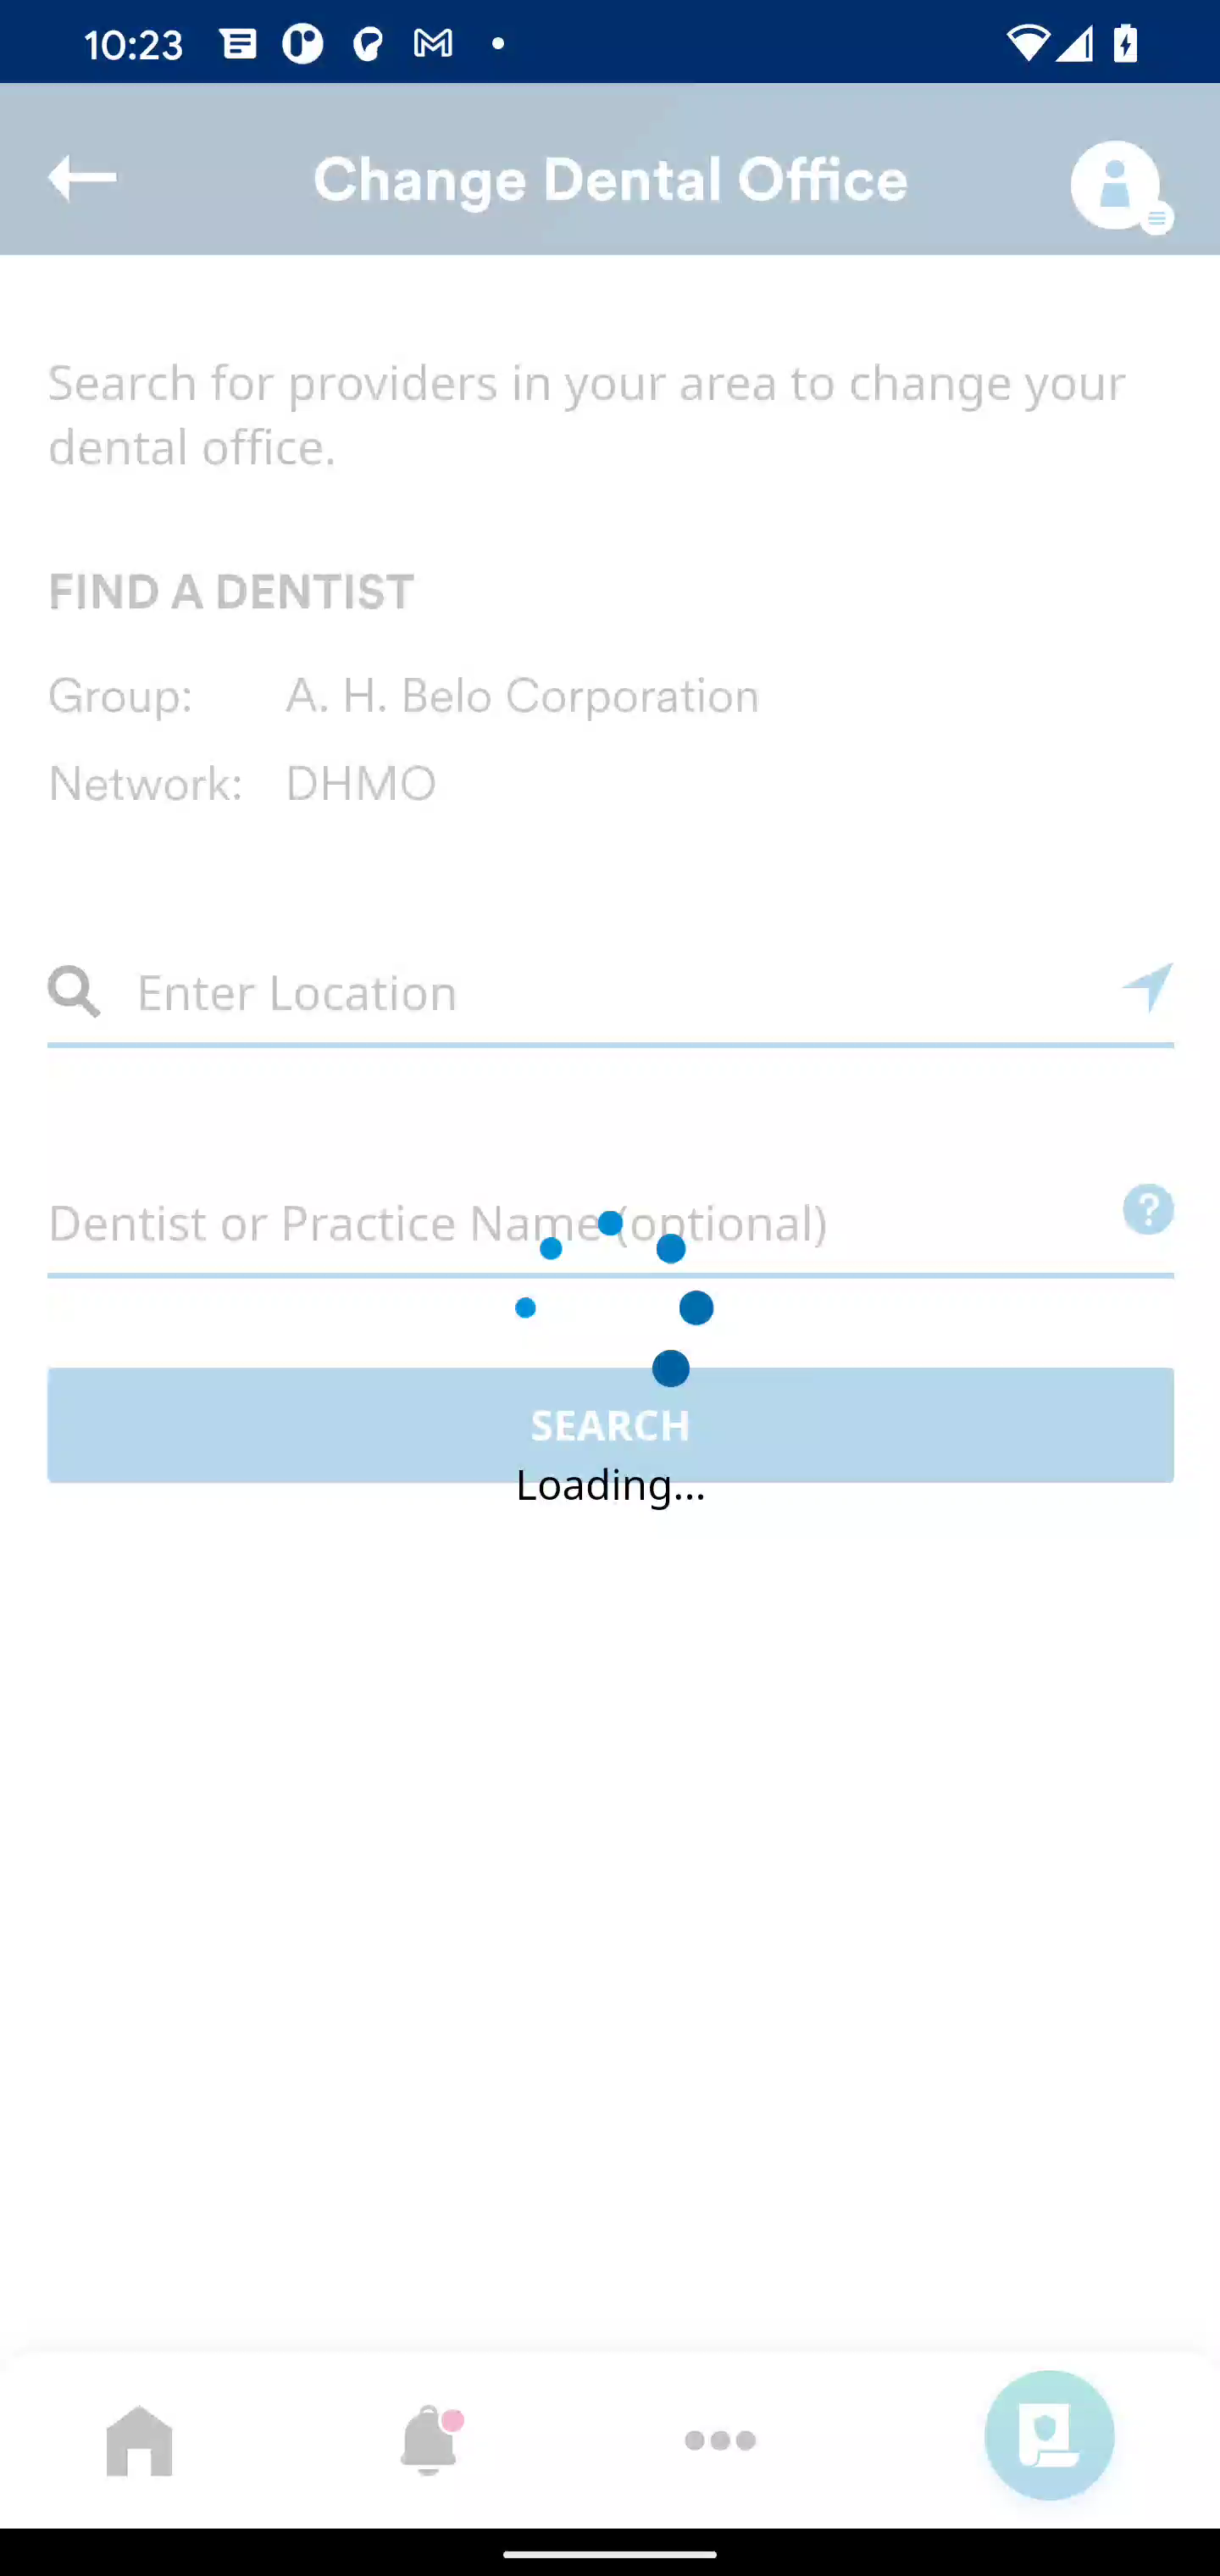 10:23
Change Dental Office
Search for providers in your area to change your
dental office.
FIND A DENTIST
Group: A. H. Belo Corporation
Network: DHMO
Enter Location
Dentist or Practice Name (optional)
SEARCH
Loading...